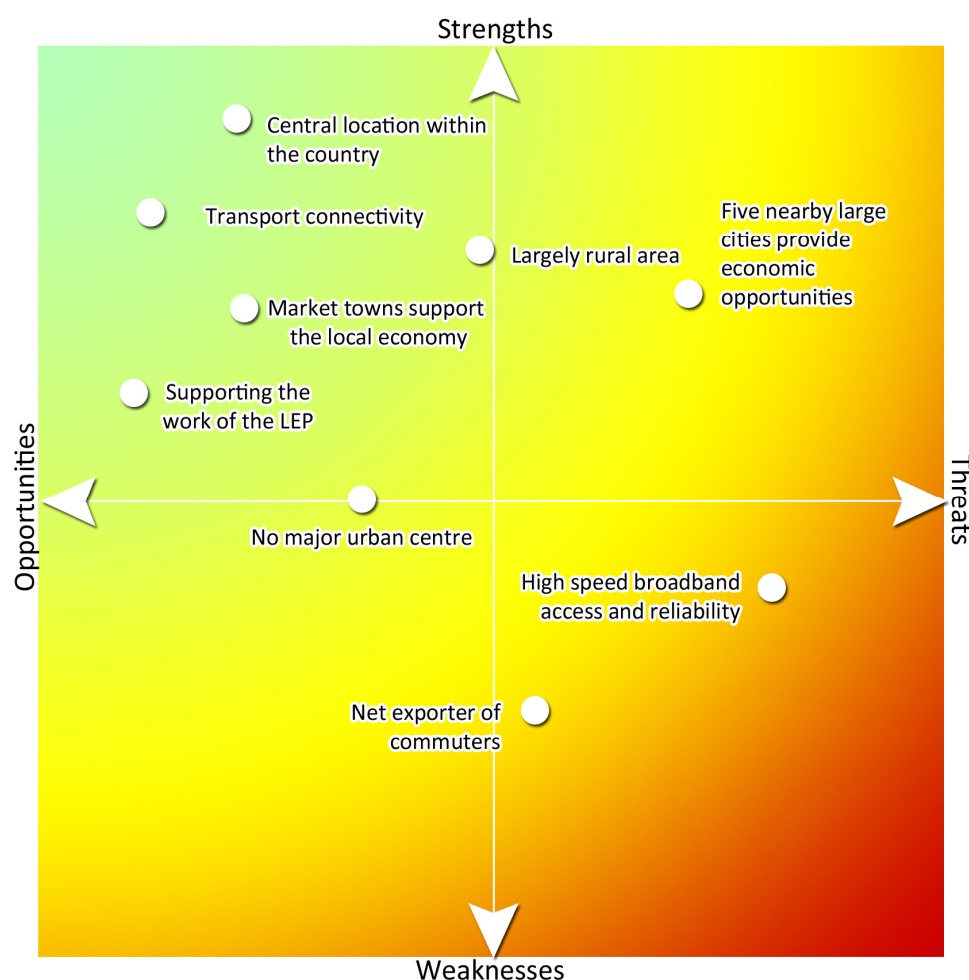 Strengths
Central location within
the country
Transport connectivity
Five nearby large
cities provide
economic
opportunities
Largely rural area
Market towns support
the local economy
Supporting the
work of the LEP
Opportunities
Threats
No major urban centre
High speed broadband
access and reliability
Net exporter of
commuters
Weaknesses